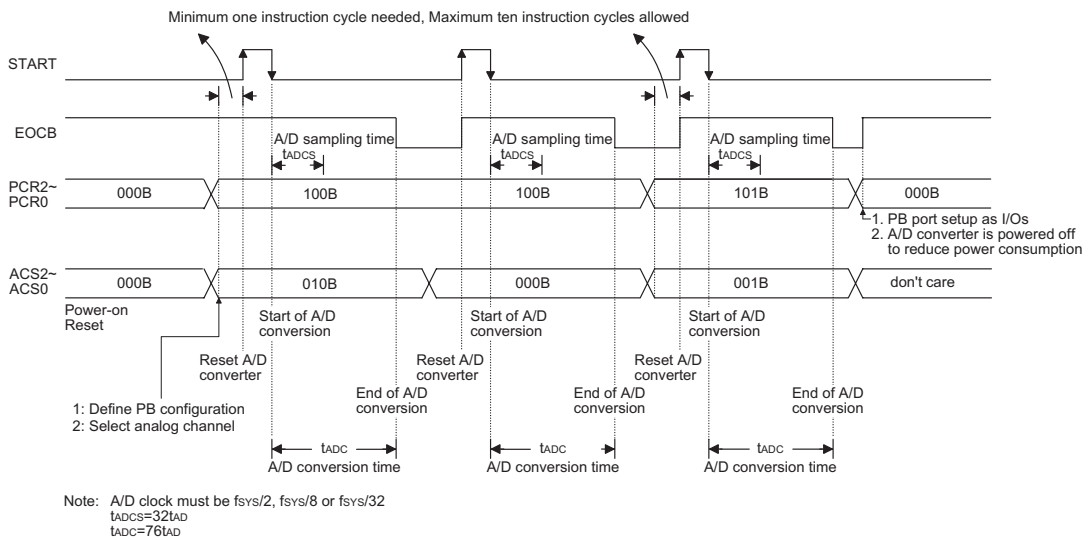 Minimum one instruction cycle needed, Maximum ten instruction cycles allowed
START
EOCB
A/D sampling time
tADCS
A/D sampling time
tADCS
A/D sampling time
tADCS
PCR2~
PCR0
000B
100B
100B
101B
000B
1. PB port setup as I/Os
2. A/D converter is powered off
to reduce power consumption
ACS2~
ACS0
000B
010B
000B
001B
don't care
Power-on
Reset
Start of A/D
conversion
Start of A/D
conversion
Start of A/D
conversion
Reset A/D
converter
Reset A/D
converter
Reset A/D
converter
1: Define PB configuration
2: Select analog channel
End of A/D
conversion
End of A/D
conversion
End of A/D
conversion
tADC
A/D conversion time
tADC
A/D conversion time
tADC
A/D conversion time
Note: A/D clock must be fSYS/2, fSYS/8 or fSYS/32
tADCS=32tAD
tADC=76tAD